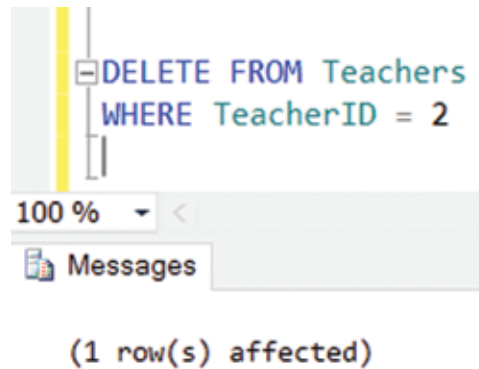 DELETE FROM Teachers
WHERE TeacherID = 2
100 %
Messages
(1 row(s) affected)